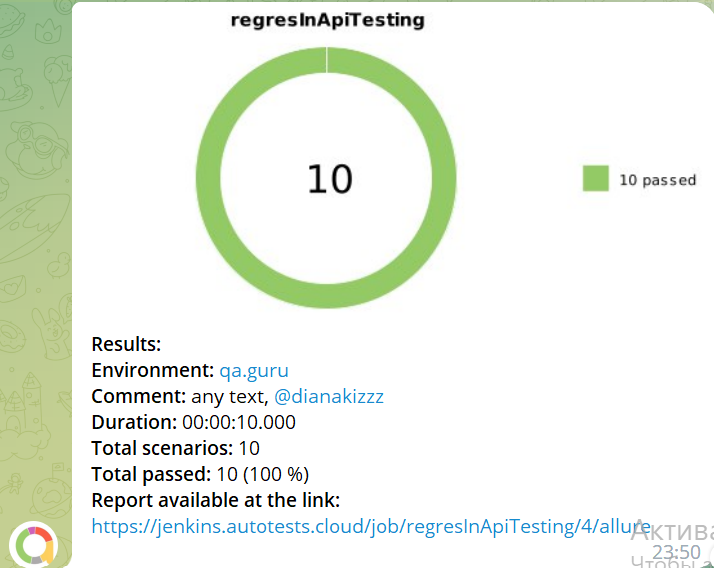 regresInApiTesting
10
10 passed
Results:
Environment: qa.guru
Comment: any text, @dianakizzz
Duration: 00:00:10.000
Total scenarios: 10
Total passed: 10 (100 %)
Report available at the link:
https://jenkins.autotests.cloud/job/regresInApiTesting/4/allure
Актива
23:50
Чтобы